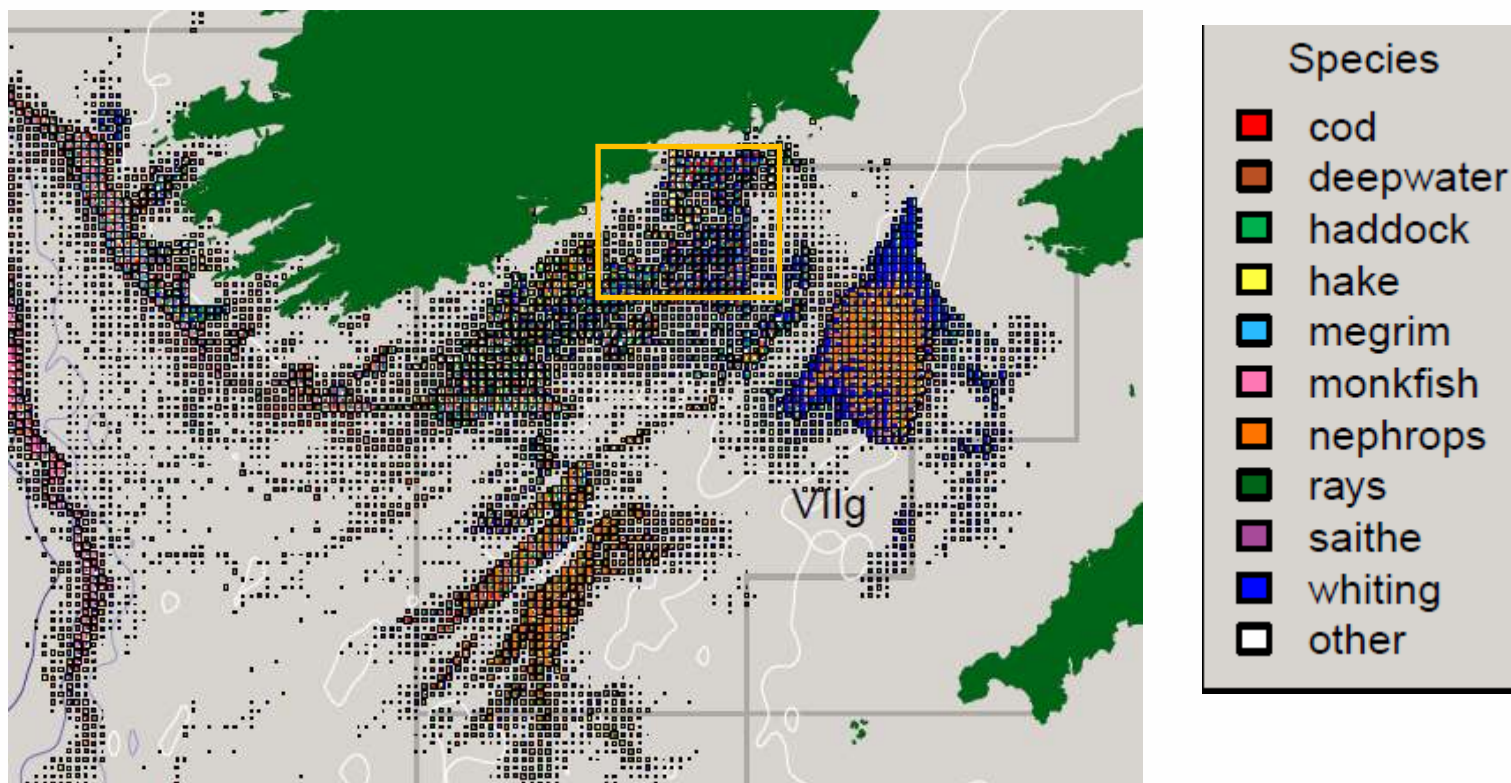 VIIg
Species
cod
deepwater
haddock
hake
megrim
monkfish
nephrops
rays
saithe
whiting
other